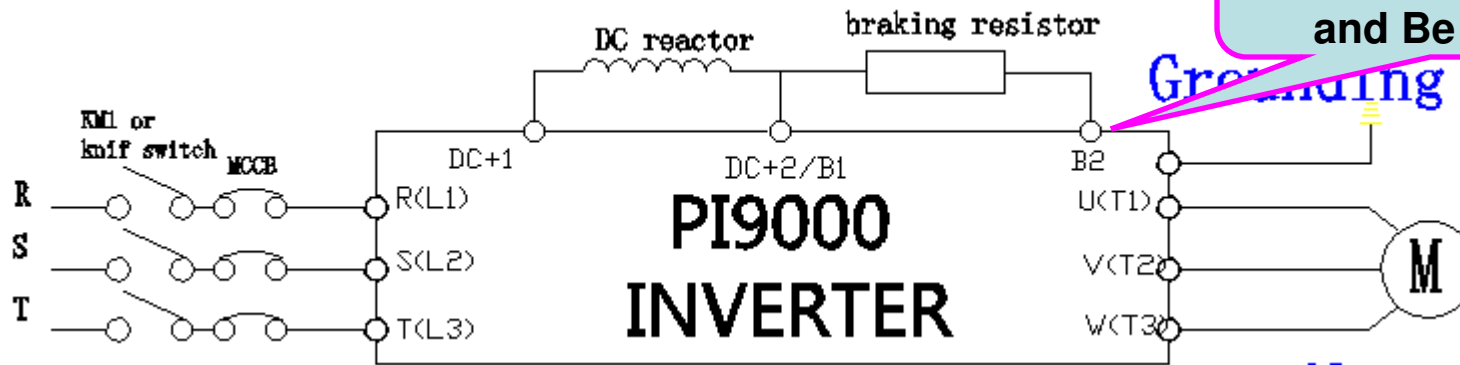 and Be
braking resistor
DC reactor
Grounding
KM1 or
knif switch
MCCB
DC+1
DC+2/B1
B2
R
R(L1)
PI9000
U(T1)
S
S(L2)
V(T2)
M
T
T(L3)
INVERTER
W(T3)